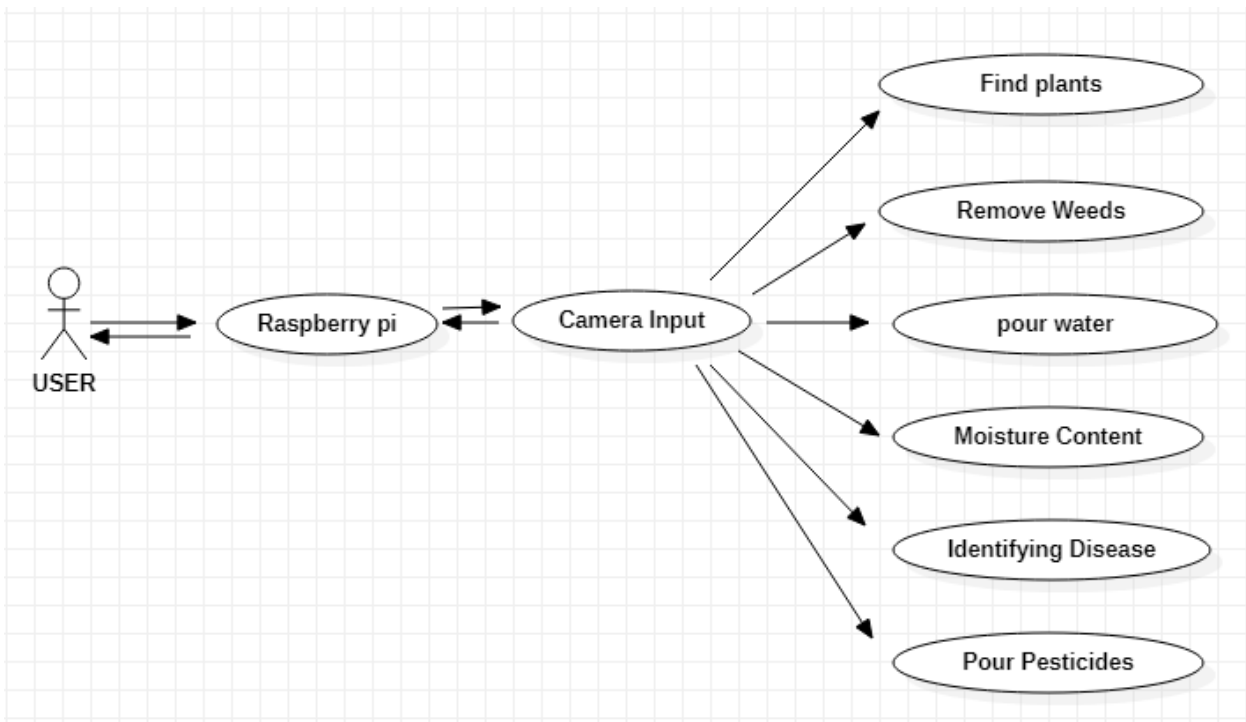 Find plants
Remove Weeds
USER
Raspberry pi
Camera Input
pour water
Moisture Content
Identifying Disease
Pour Pesticides